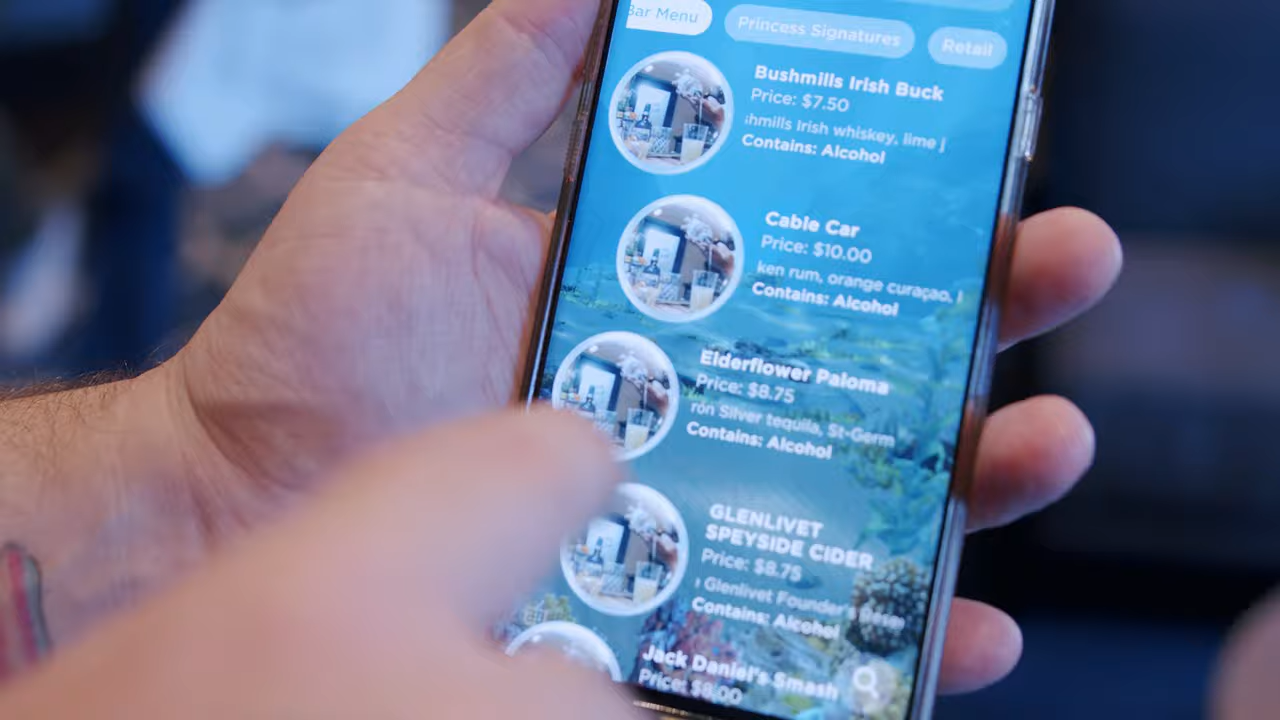 Bar Menu
Princess Signatures
Retail
Bushmills Irish Buck
Price: $7.50
hmills Irish whiskey, lime
Contains: Alcohol
Cable Car
Price: $10.00
ken rum, orange curaçao,
Contains: Alcohol
Elderflower Paloma
Price: $8.75
rón Silver tequila, St-Germ
Contains: Alcohol
GLENLIVET
SPEYSIDE CIDER
Price: $8.75
Glenlivet Founder's Reser
Contains: Alcohol
Jack Daniel's Smash
Price: $8.00